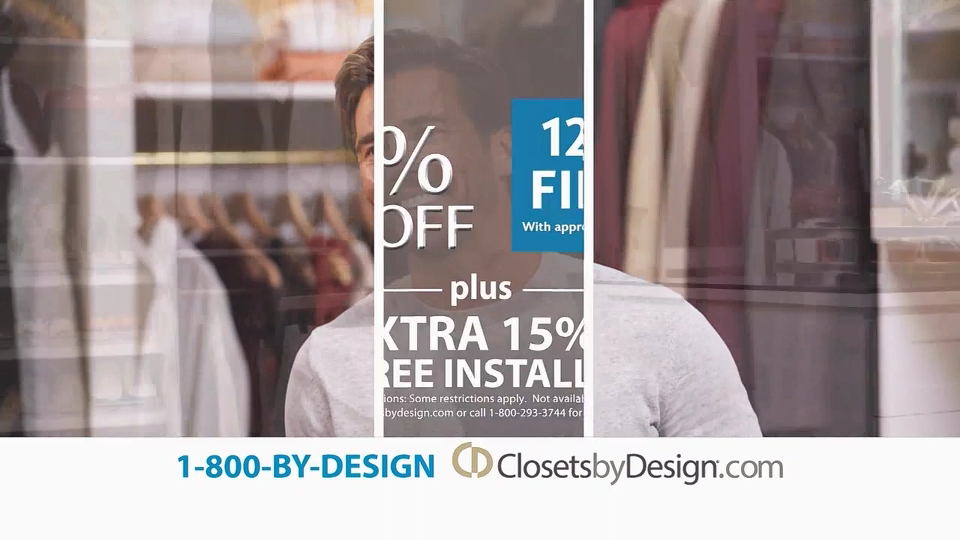 %
OFF
12
FI
With appr
plus
XTRA 15%
REE INSTALL
ions: Some restrictions apply. Not availab
bydesign.com or call 1-800-293-3744 for
1-800-BY-DESIGN ClosetsbyDesign.com